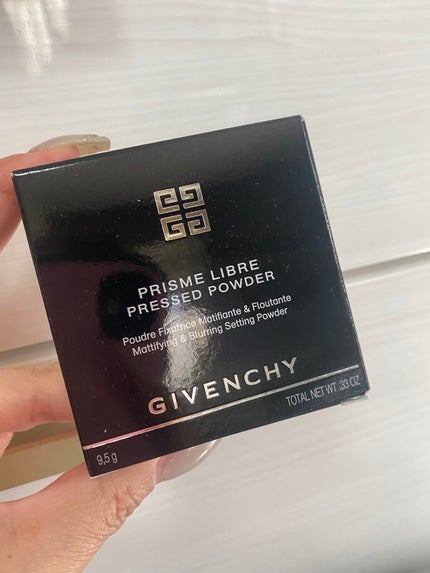 PRISME LIBRE
PRESSED POWDER
Poudre Fixatrice Matifiante & Floutante
Mattifying & Blurring Setting Powder
GIVENCHY
9,5 g
TOTAL NET WT. .33 OZ